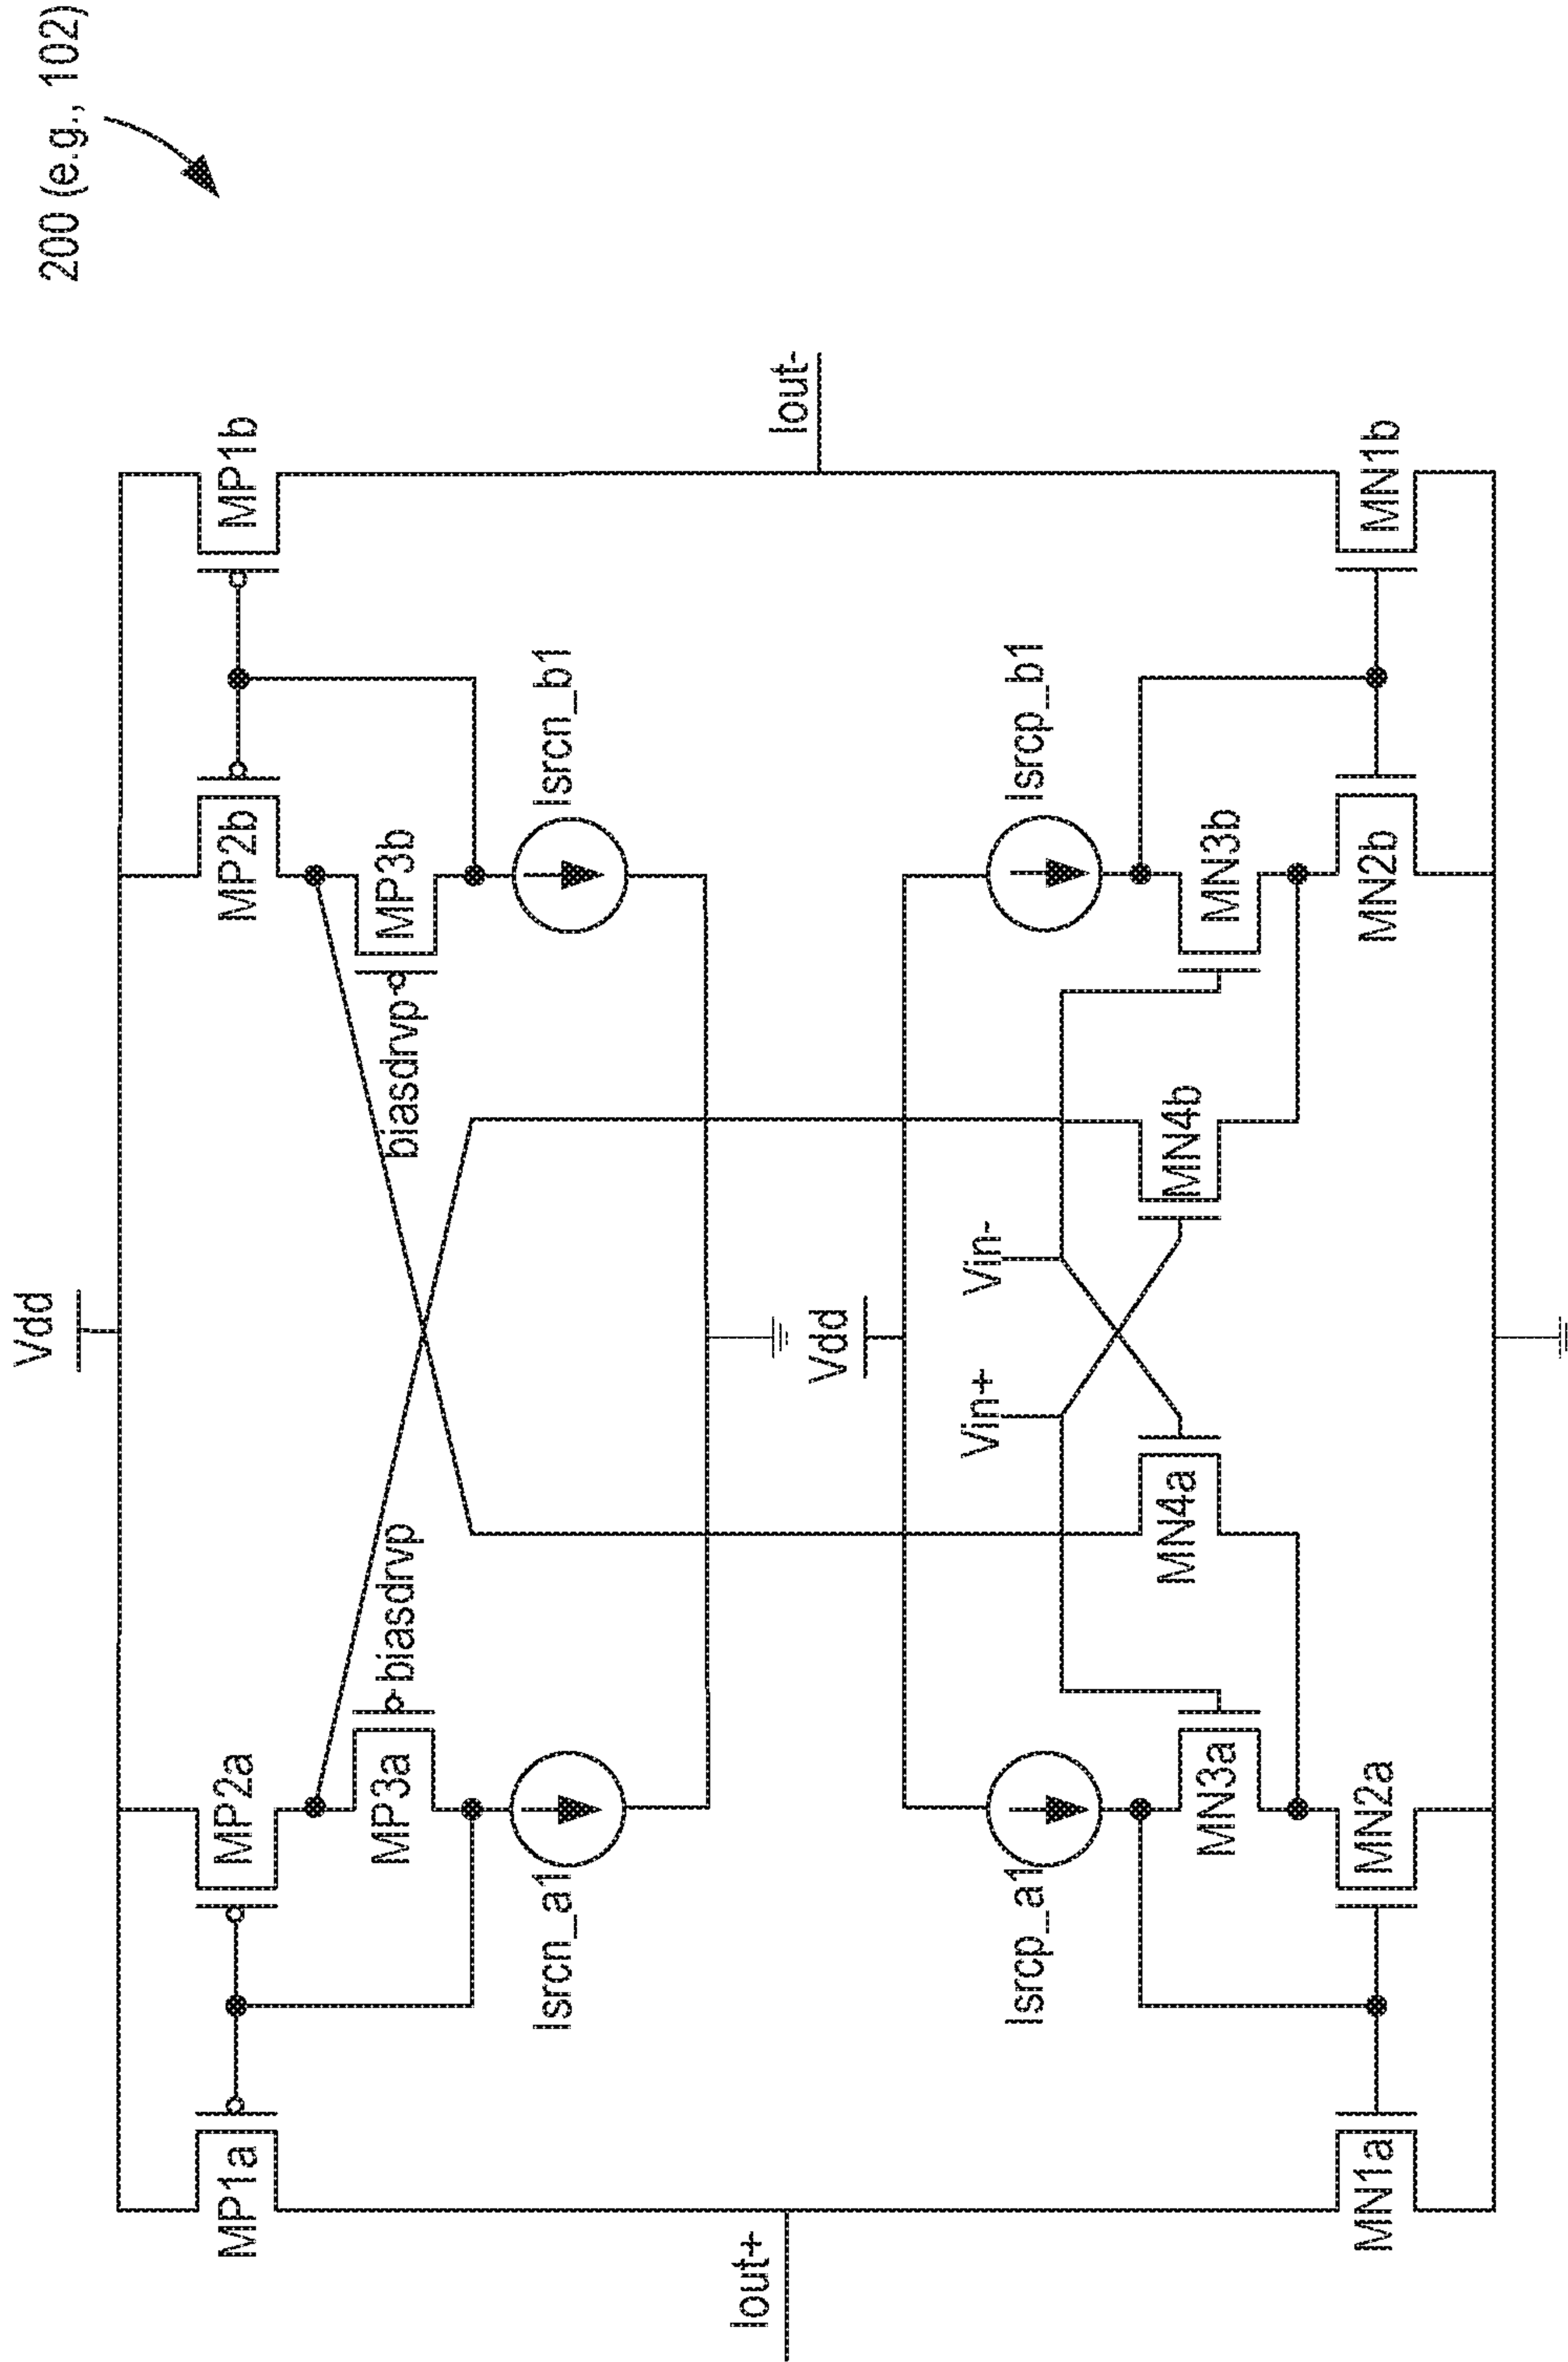 200 (e.g., 102)
Vdd
MP1a
MP2a
MP2b
MP1b
MP3a
biasdrvp
biasdrvp
MP3b
Isrcn_a1
Isrcn_b1
Iout+
Iout-
Vdd
Isrcp_a1
Vin+
Vin-
Isrcp_b1
MN3a
MN4a
MN4b
MN3b
MN1a
MN2a
MN2b
MN1b